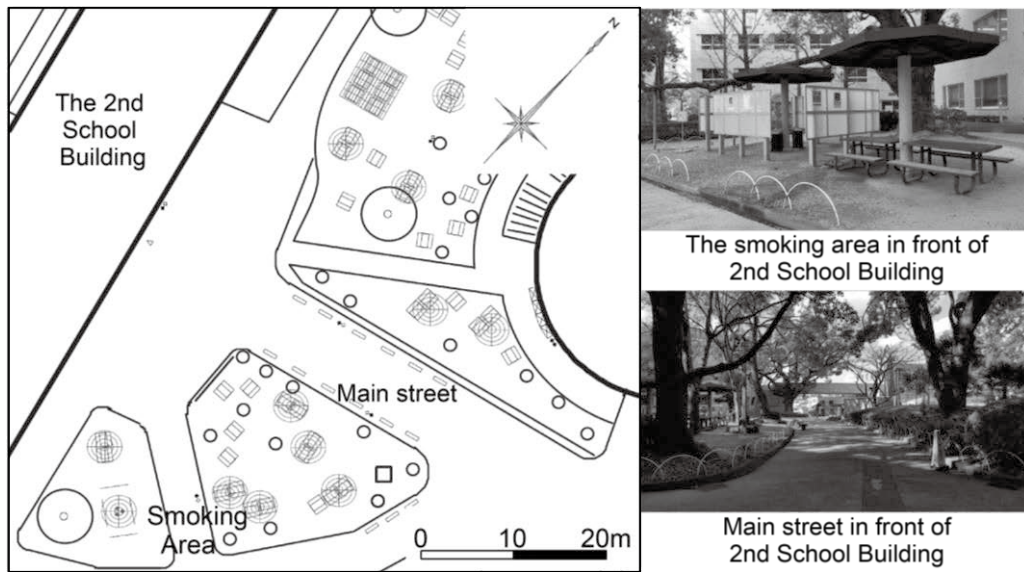 The 2nd
School
Building
N
Main street
Smoking
Area
0 10 20m
The smoking area in front of
2nd School Building
Main street in front of
2nd School Building